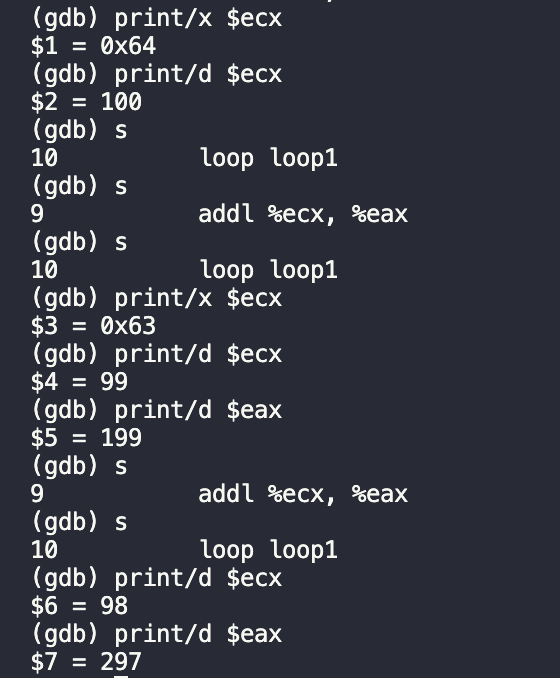 (gdb) print/x $ecx
$1 = 0x64
(gdb) print/d $ecx
$2 = 100
(gdb) s
10          loop loop1
(gdb) s
9           addl %ecx, %eax
(gdb) s
10          loop loop1
(gdb) print/x $ecx
$3 = 0x63
(gdb) print/d $ecx
$4 = 99
(gdb) print/d $eax
$5 = 199
(gdb) s
9           addl %ecx, %eax
(gdb) s
10          loop loop1
(gdb) print/d $ecx
$6 = 98
(gdb) print/d $eax
$7 = 297